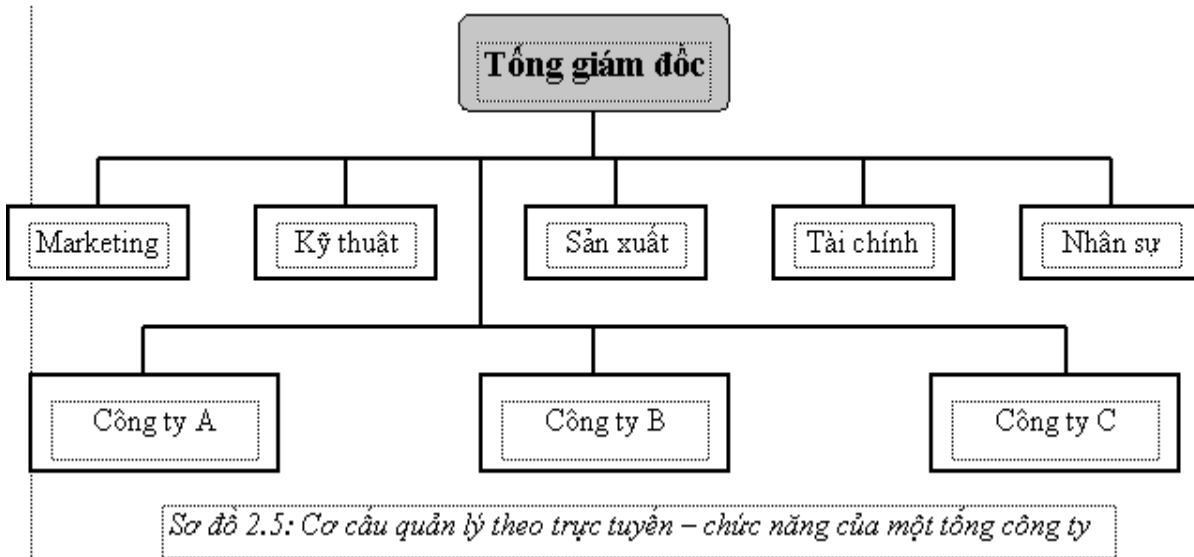 Tổng giám đốc
Marketing
Kỹ thuật
Sản xuất
Tài chính
Nhân sự
Công ty A
Công ty B
Công ty C
Sơ đồ 2.5: Cơ cấu quản lý theo trực tuyến – chức năng của một tổng công ty